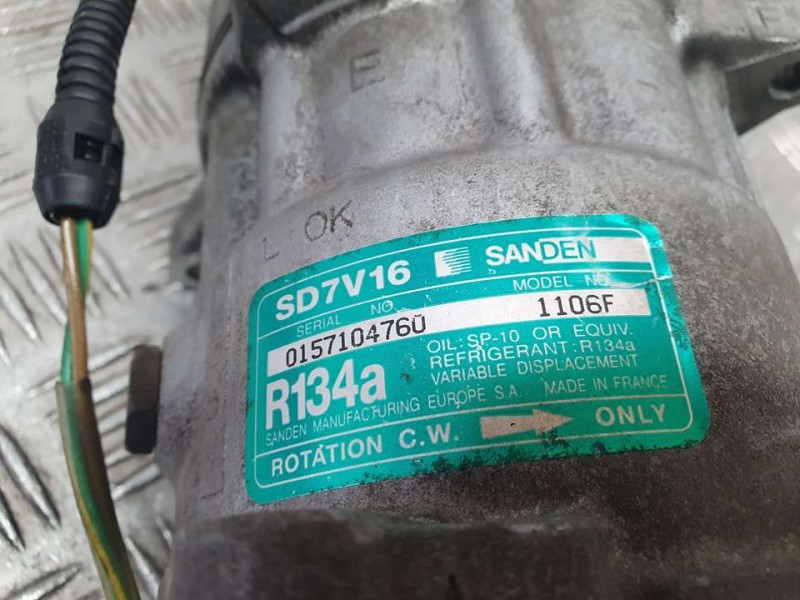 E
L OK
SD7V16 SANDEN
SERIAL NO. MODEL NO.
0157104760 1106F
R134a
OIL: SP-10 OR EQUIV.
REFRIGERANT: R134a
VARIABLE DISPLACEMENT
SANDEN MANUFACTURING EUROPE S.A. MADE IN FRANCE
ROTATION C.W. ONLY